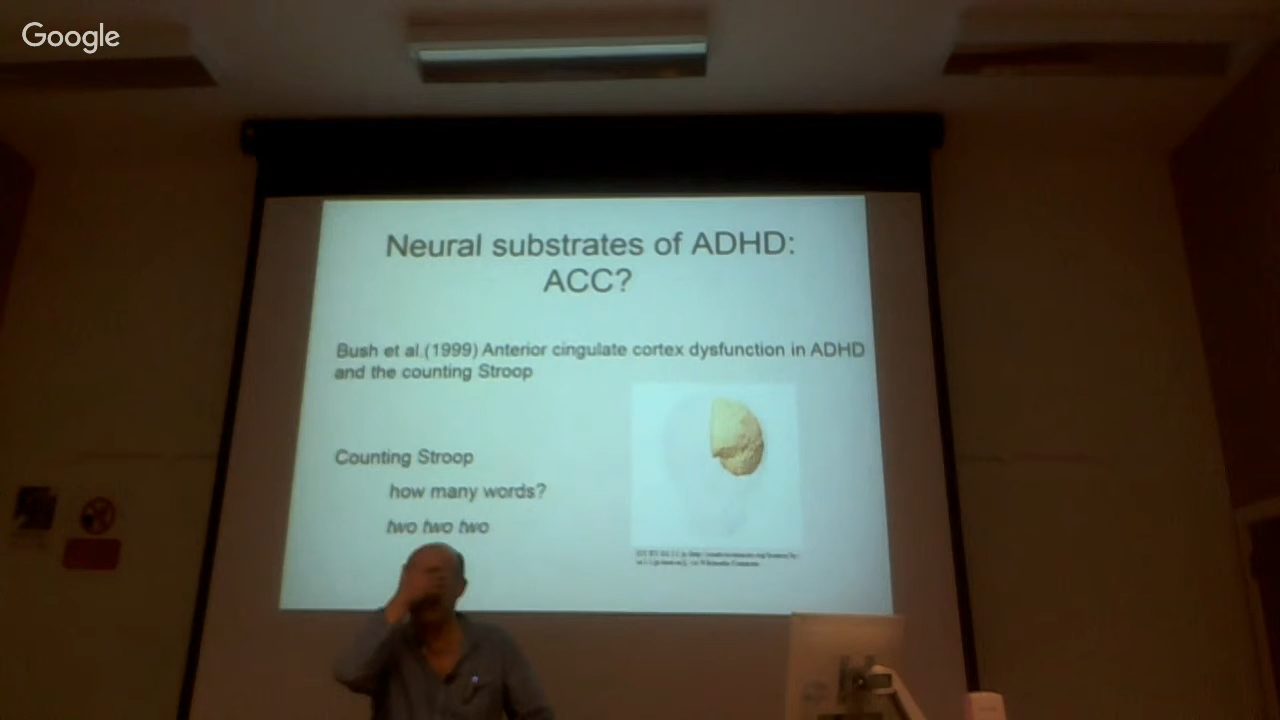 Google
Neural substrates of ADHD:
ACC?
Bush et al.(1999) Anterior cingulate cortex dysfunction in ADHD
and the counting Stroop
Counting Stroop
how many words?
two two two